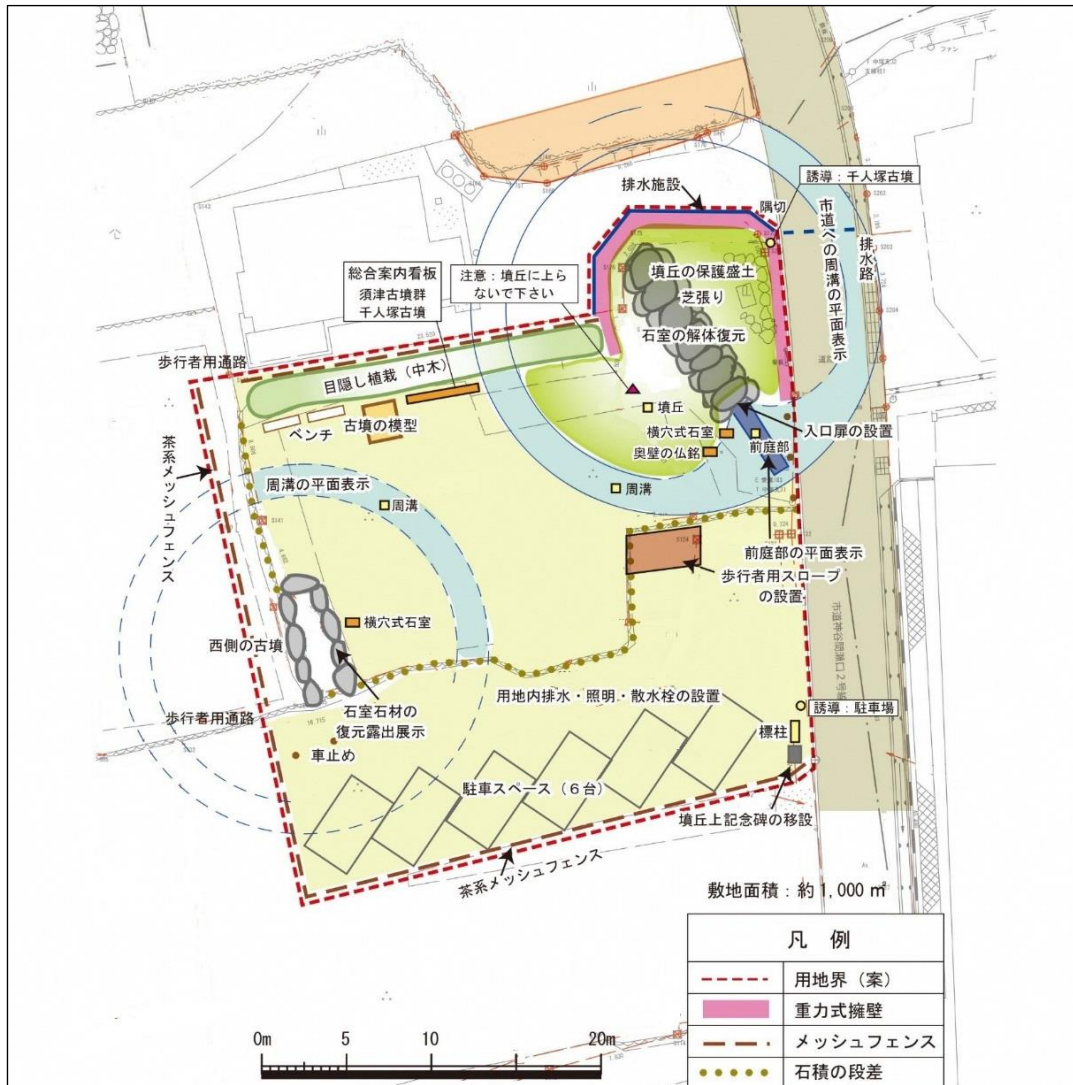 排水施設
隅切
誘導：千人塚古墳
市道への周溝の平面表示
排水路
総合案内看板
須津古墳群
千人塚古墳
注意：墳丘に上ら
ないで下さい
墳丘の保護盛土
芝張り
石室の解体復元
歩行者用通路
目隠し植栽（中木）
ベンチ
古墳の模型
墳丘
横穴式石室
奥壁の仏銘
前庭部
入口扉の設置
茶系メッシュフェンス
周溝の平面表示
周溝
周溝
前庭部の平面表示
歩行者用スロープ
の設置
西側の古墳
横穴式石室
石室石材の
復元露出展示
歩行者用通路
車止め
用地内排水・照明・散水栓の設置
誘導：駐車場
標柱
駐車スペース（６台）
墳丘上記念碑の移設
茶系メッシュフェンス
敷地面積：約1,000 ㎡
凡 例
用地界（案）
重力式擁壁
メッシュフェンス
石積の段差
0m 5 10 20m